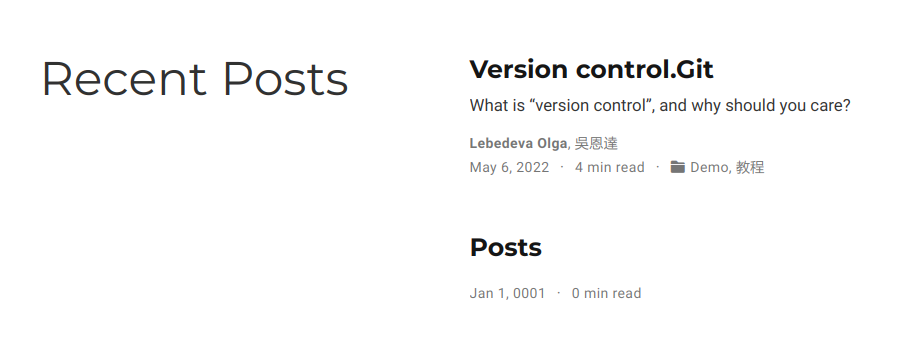 Recent Posts
Version control.Git
What is “version control”, and why should you care?
Lebedeva Olga, 吳恩達
May 6, 2022 · 4 min read · Demo, 教程
Posts
Jan 1, 0001 · 0 min read